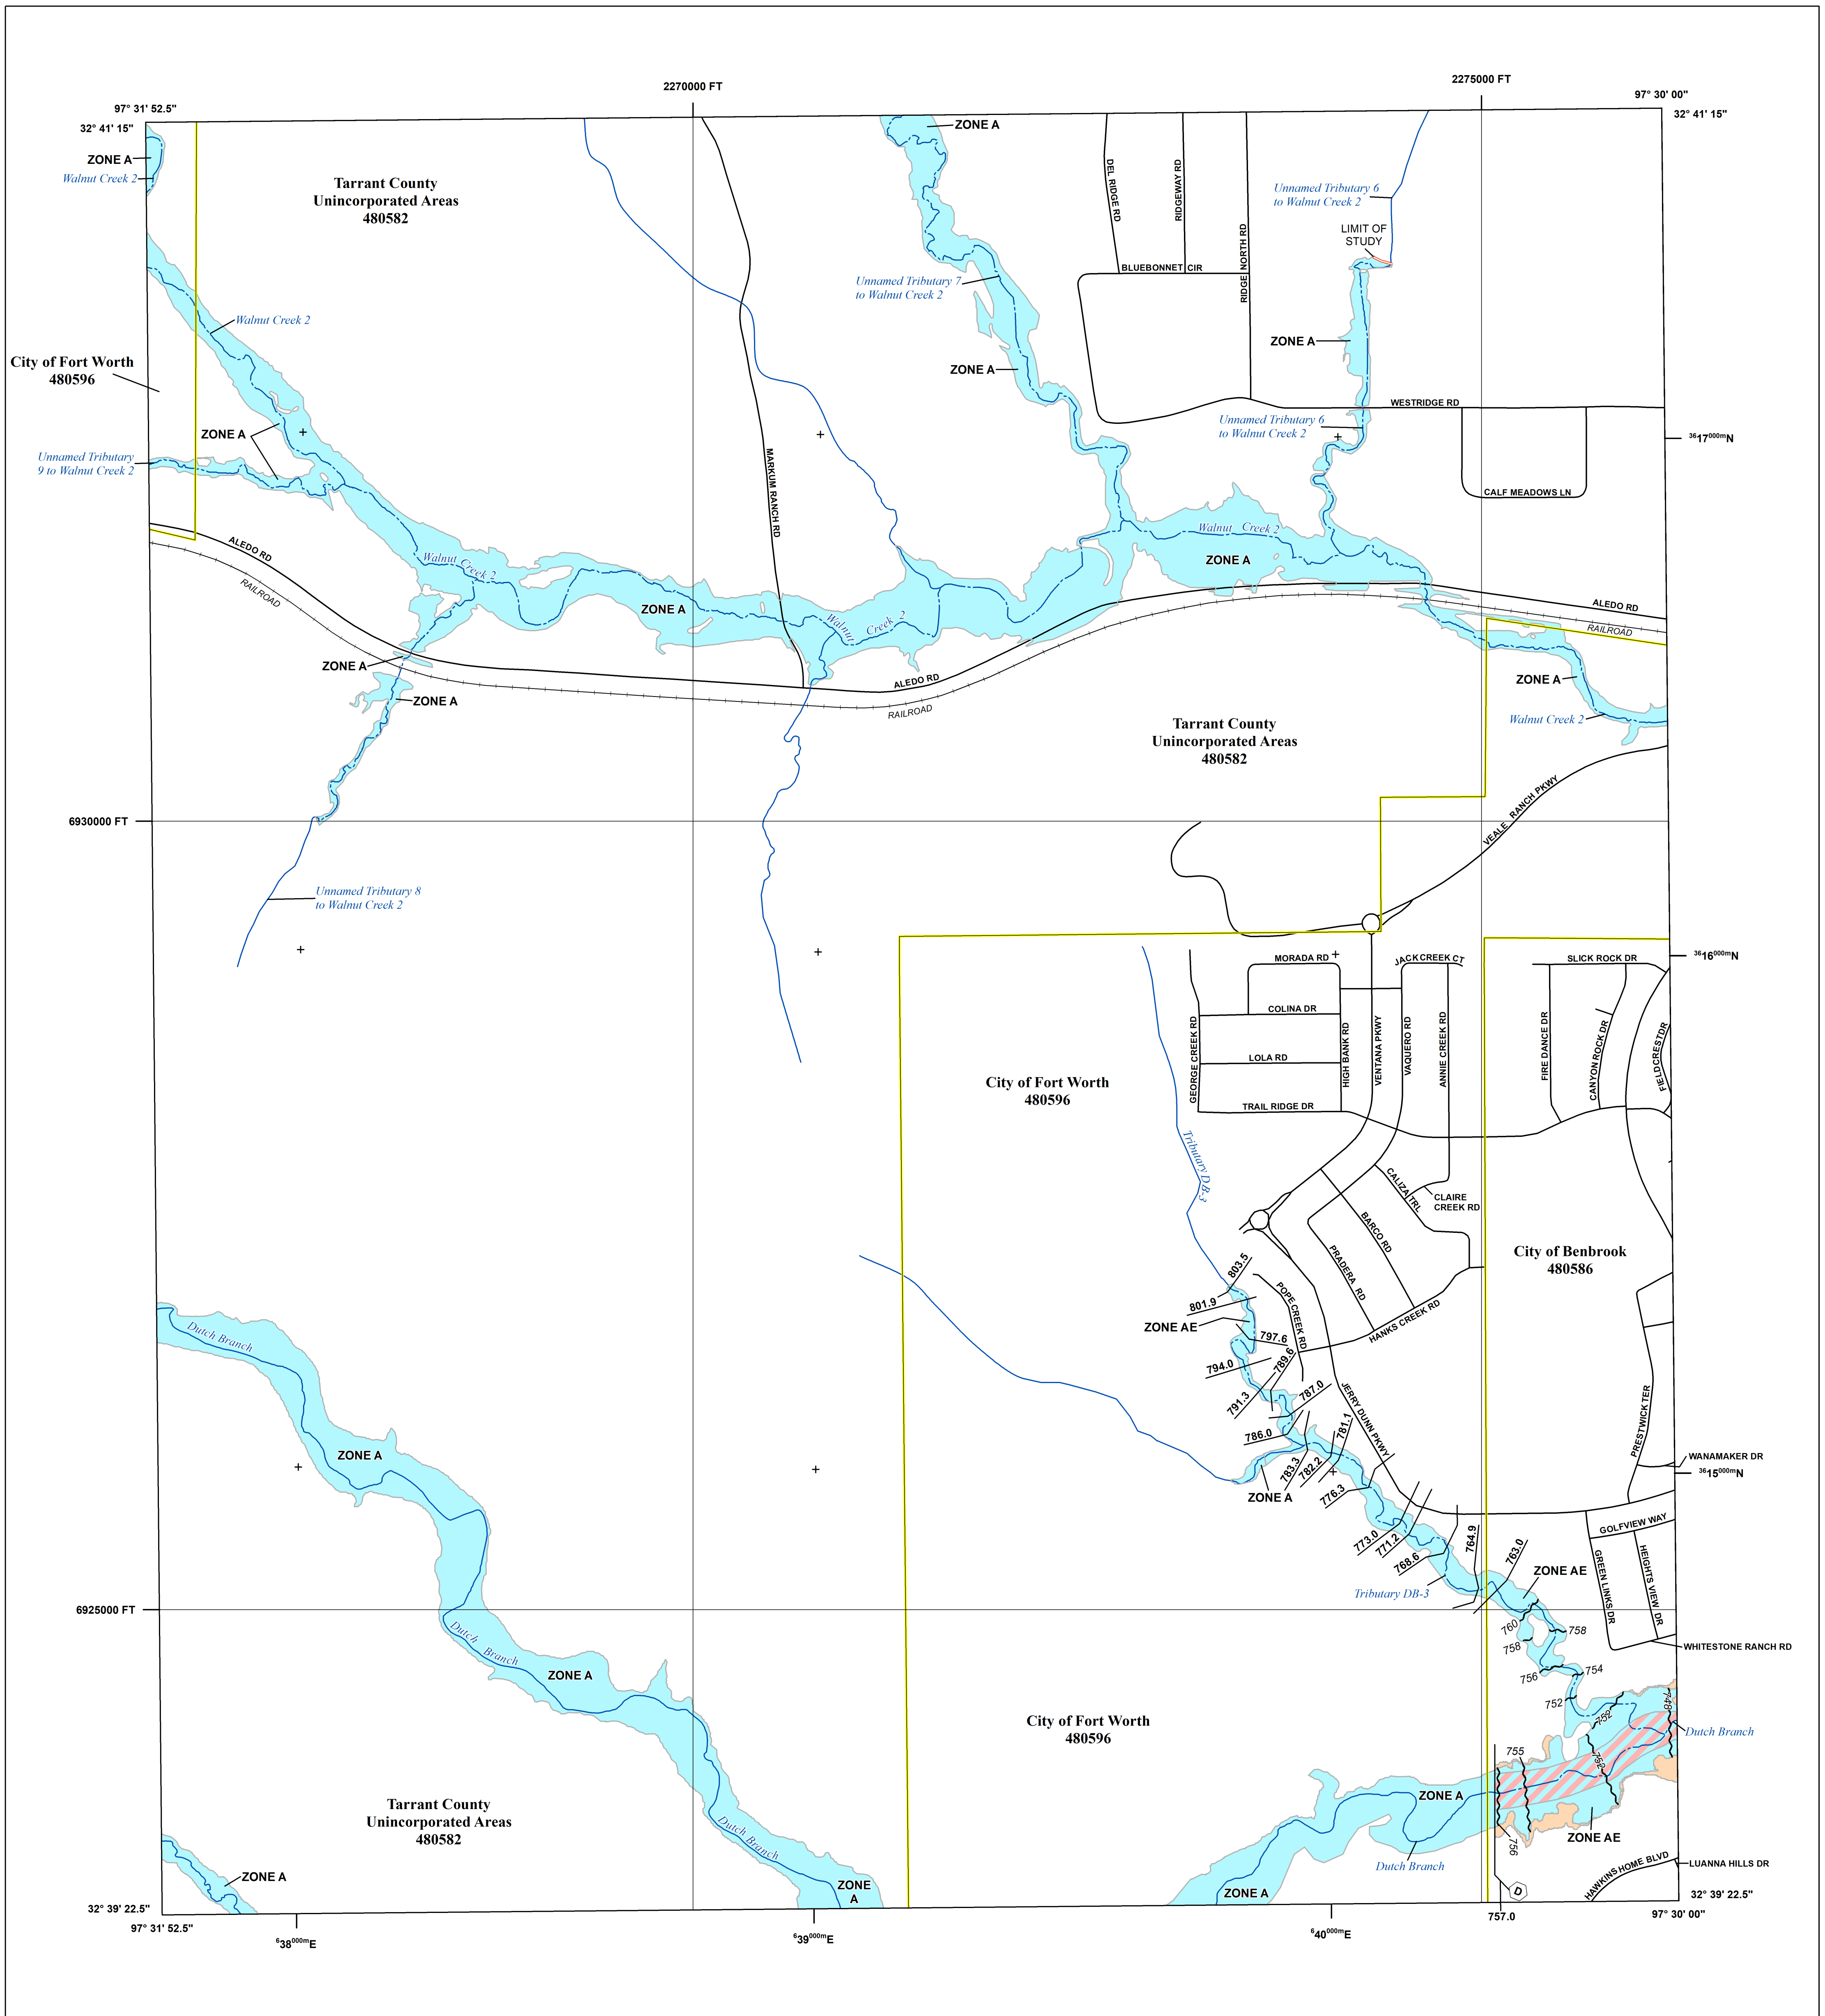 2270000 FT
2275000 FT
97° 31' 52.5"
97° 30' 00"
32° 41' 15"
32° 41' 15"
ZONE A
Walnut Creek 2
Tarrant County
Unincorporated Areas
480582
ZONE A
DEL RIDGE RD
RIDGEWAY RD
RIDGE NORTH RD
Unnamed Tributary 6
to Walnut Creek 2
LIMIT OF
STUDY
BLUEBONNET CIR
Unnamed Tributary 7
to Walnut Creek 2
Walnut Creek 2
ZONE A
City of Fort Worth
480596
ZONE A
WESTRIDGE RD
Unnamed Tributary 6
to Walnut Creek 2
ZONE A
3617000mN
Unnamed Tributary
9 to Walnut Creek 2
MARKUM RANCH RD
CALF MEADOWS LN
Walnut Creek 2
ALEDO RD
Walnut Creek 2
ZONE A
RAILROAD
ZONE A
Walnut Creek 2
ALEDO RD
RAILROAD
ZONE A
ZONE A
ALEDO RD
RAILROAD
ZONE A
Walnut Creek 2
Tarrant County
Unincorporated Areas
480582
VEALE RANCH PKWY
6930000 FT
Unnamed Tributary 8
to Walnut Creek 2
MORADA RD
JACK CREEK CT
SLICK ROCK DR
3616000mN
COLINA DR
GEORGE CREEK RD
HIGH BANK RD
VENTANA PKWY
VAQUERO RD
ANNIE CREEK RD
FIRE DANCE DR
CANYON ROCK DR
FIELDCREST DR
LOLA RD
City of Fort Worth
480596
TRAIL RIDGE DR
Tributary DB-3
CALIZA TRL
CLAIRE
CREEK RD
BARCO RD
PRADERA RD
City of Benbrook
480586
803.5
801.9
POPE CREEK RD
ZONE AE
HANKS CREEK RD
797.6
Dutch Branch
794.0
789.6
791.3
787.0
JERRY DUNN PKWY
PRESTWICK TER
786.0
781.1
ZONE A
783.3
782.2
WANAMAKER DR
3615000mN
ZONE A
776.3
773.0
771.2
768.6
764.9
763.0
GOLFVIEW WAY
GREEN LINKS DR
HEIGHTS VIEW DR
ZONE AE
Tributary DB-3
6925000 FT
760
758
758
WHITESTONE RANCH RD
Dutch Branch
ZONE A
756
754
752
752
748
Dutch Branch
City of Fort Worth
480596
755
752
ZONE A
Tarrant County
Unincorporated Areas
480582
Dutch Branch
756
ZONE AE
Dutch Branch
HAWKINS HOME BLVD
LUANNA HILLS DR
ZONE A
ZONE
A
ZONE A
D
32° 39' 22.5"
32° 39' 22.5"
97° 31' 52.5"
638000mE
639000mE
640000mE
757.0
97° 30' 00"